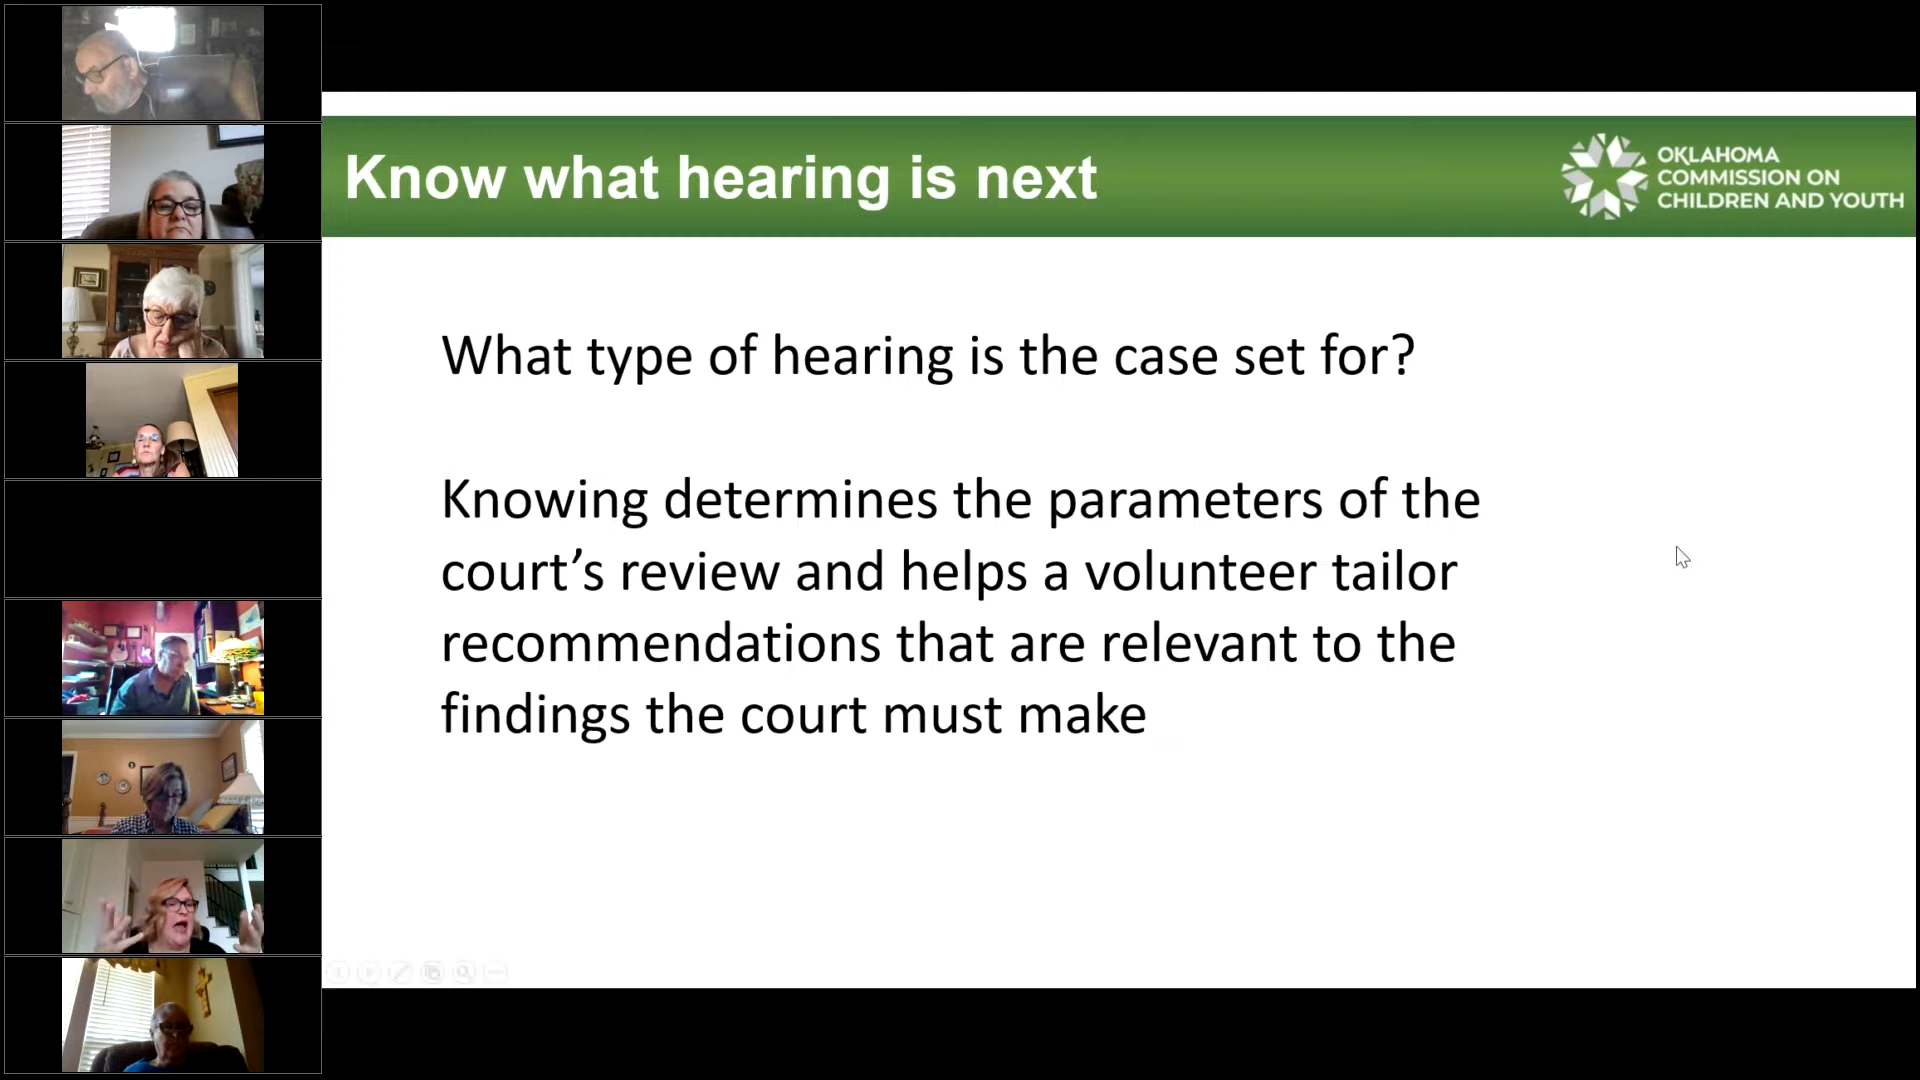 Know what hearing is next
OKLAHOMA
COMMISSION ON
CHILDREN AND YOUTH
What type of hearing is the case set for?
Knowing determines the parameters of the
court’s review and helps a volunteer tailor
recommendations that are relevant to the
findings the court must make